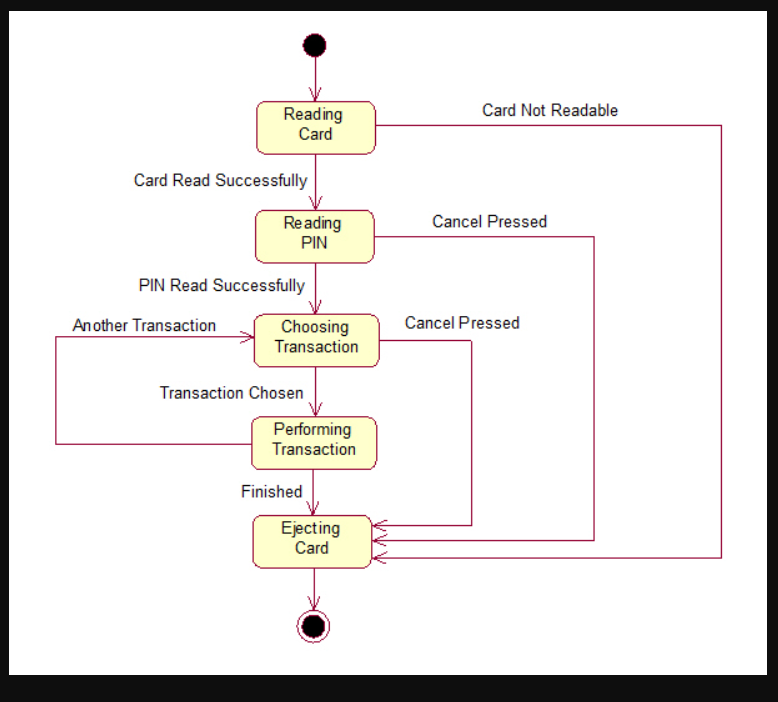 Reading
Card
Card Not Readable
Card Read Successfully
Reading
PIN
Cancel Pressed
PIN Read Successfully
Another Transaction
Choosing
Transaction
Cancel Pressed
Transaction Chosen
Performing
Transaction
Finished
Ejecting
Card